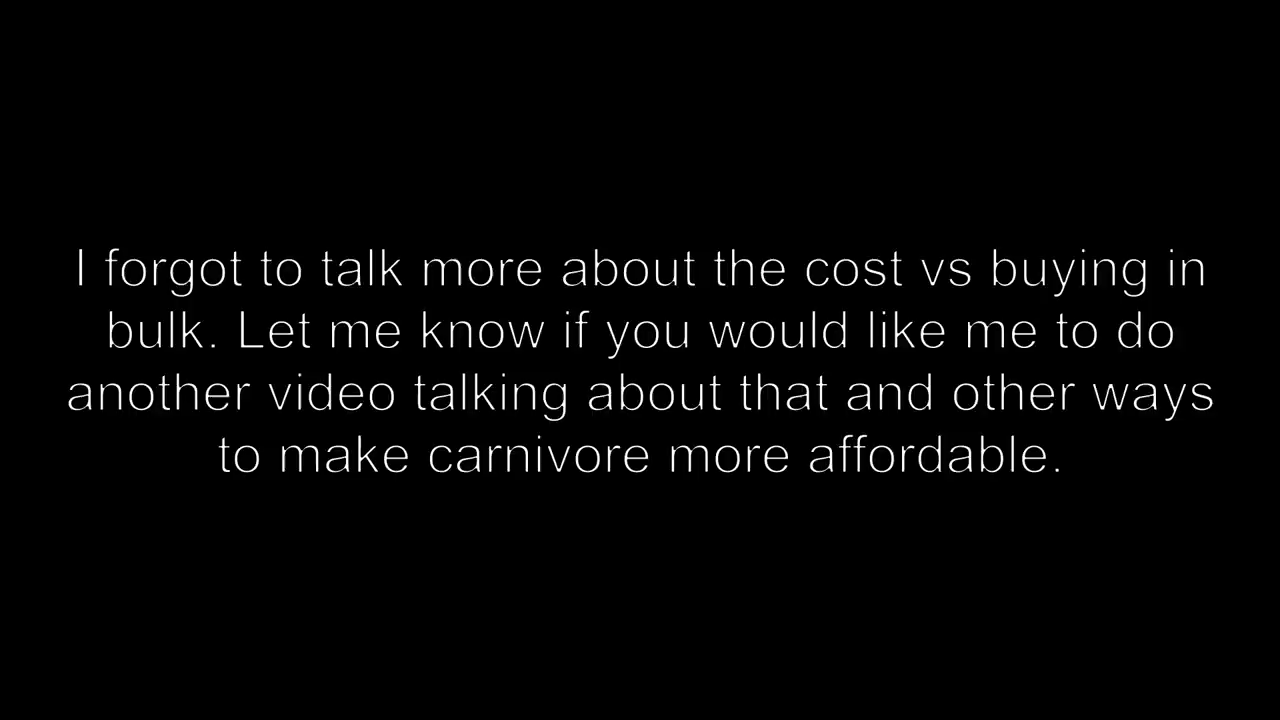 I forgot to talk more about the cost vs buying in
bulk. Let me know if you would like me to do
another video talking about that and other ways
to make carnivore more affordable.